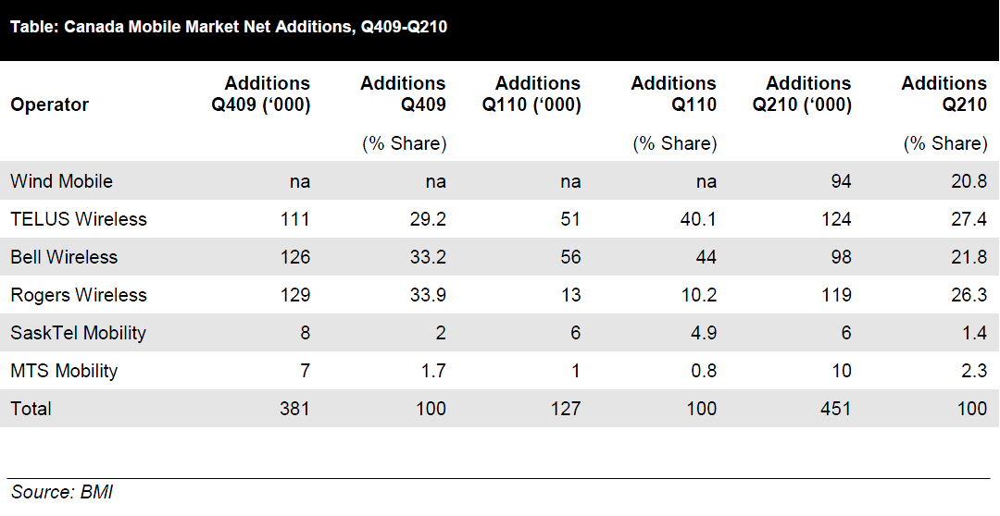 Table: Canada Mobile Market Net Additions, Q409-Q210
Operator Additions Q409 (‘000) Additions Q409 (% Share) Additions Q110 (‘000) Additions Q110 (% Share) Additions Q210 (‘000) Additions Q210 (% Share)
Wind Mobile na na na na 94 20.8
TELUS Wireless 111 29.2 51 40.1 124 27.4
Bell Wireless 126 33.2 56 44 98 21.8
Rogers Wireless 129 33.9 13 10.2 119 26.3
SaskTel Mobility 8 2 6 4.9 6 1.4
MTS Mobility 7 1.7 1 0.8 10 2.3
Total 381 100 127 100 451 100
Source: BMI